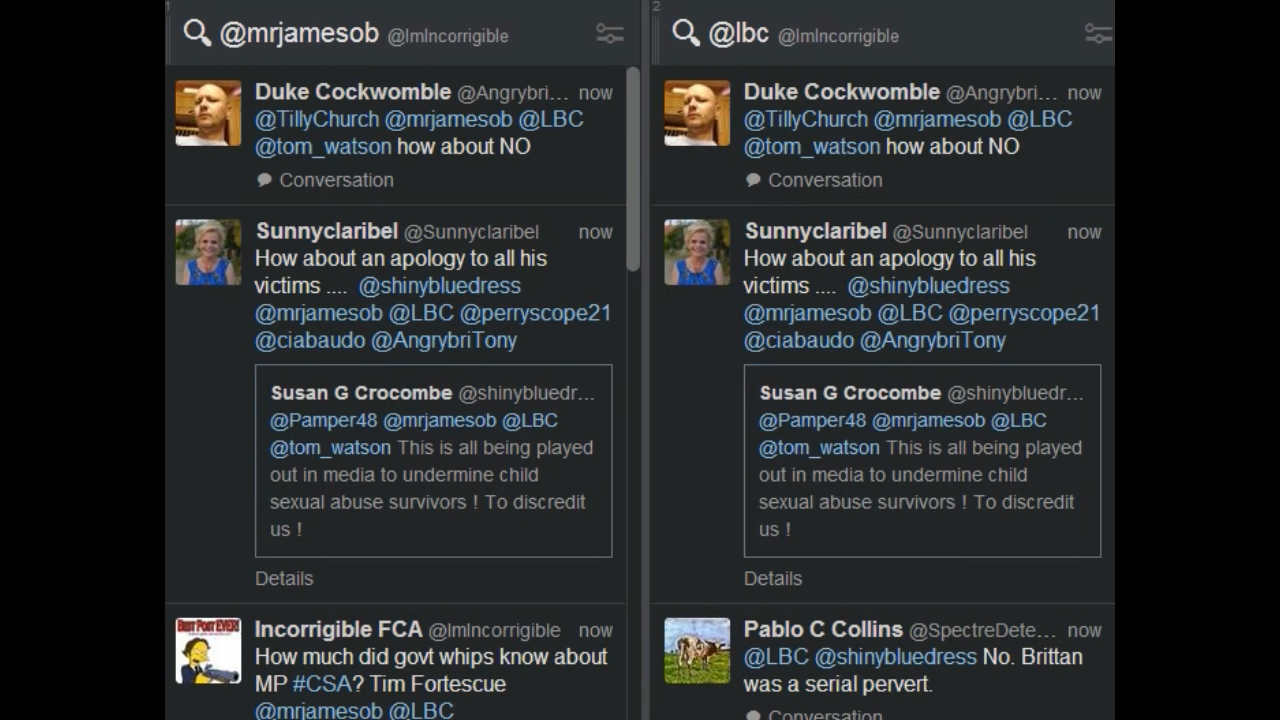 1
@mrjamesob @ImIncorrigible
Duke Cockwomble @Angrybri... now
@TillyChurch @mrjamesob @LBC
@tom_watson how about NO
Conversation
Sunnyclaribel @Sunnyclaribel now
How about an apology to all his
victims .... @shinybluedress
@mrjamesob @LBC @perryscope21
@ciabaudo @AngrybriTony
Susan G Crocombe @shinybluedr...
@Pamper48 @mrjamesob @LBC
@tom_watson This is all being played
out in media to undermine child
sexual abuse survivors ! To discredit
us !
Details
BEST POST EVER!
Incorrigible FCA @ImIncorrigible now
How much did govt whips know about
MP #CSA? Tim Fortescue
@mrjamesob @LBC
2
@lbc @ImIncorrigible
Duke Cockwomble @Angrybri... now
@TillyChurch @mrjamesob @LBC
@tom_watson how about NO
Conversation
Sunnyclaribel @Sunnyclaribel now
How about an apology to all his
victims .... @shinybluedress
@mrjamesob @LBC @perryscope21
@ciabaudo @AngrybriTony
Susan G Crocombe @shinybluedr...
@Pamper48 @mrjamesob @LBC
@tom_watson This is all being played
out in media to undermine child
sexual abuse survivors ! To discredit
us !
Details
Pablo C Collins @SpectreDete... now
@LBC @shinybluedress No. Brittan
was a serial pervert.
Conversation